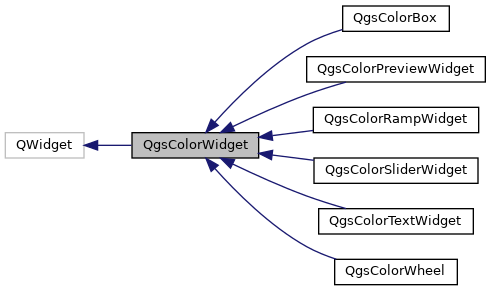 QgsColorBox
QgsColorPreviewWidget
QgsColorRampWidget
QWidget
QgsColorWidget
QgsColorSliderWidget
QgsColorTextWidget
QgsColorWheel